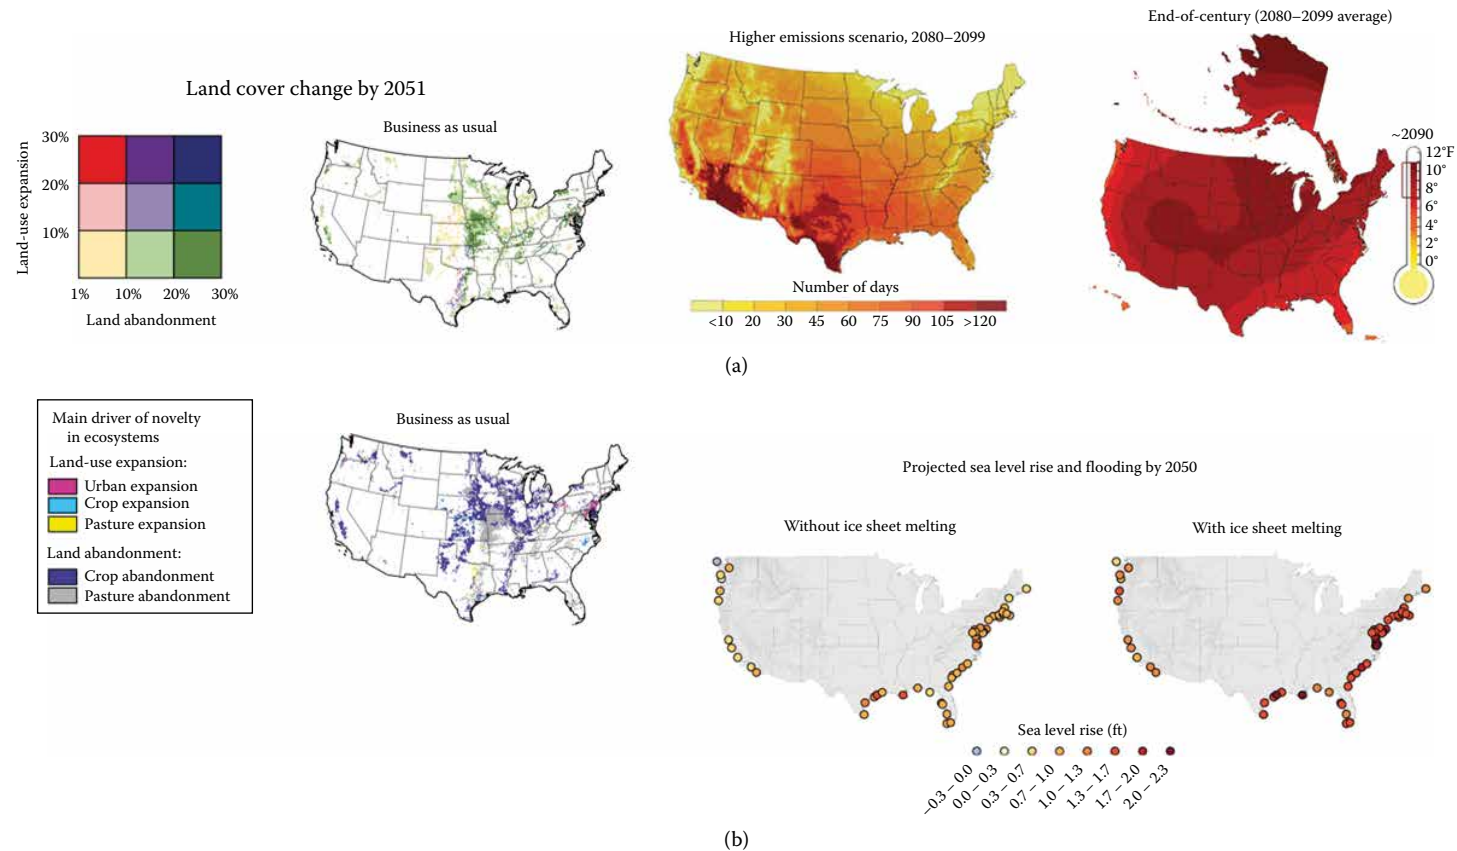 End-of-century (2080–2099 average)
Higher emissions scenario, 2080–2099
Land cover change by 2051
Business as usual
Land-use expansion
30%
20%
10%
1% 10% 20% 30%
Land abandonment
Number of days
<10 20 30 45 60 75 90 105 >120
~2090
12°F
10°
8°
6°
4°
2°
0°
(a)
Main driver of novelty
in ecosystems
Land-use expansion:
Urban expansion
Crop expansion
Pasture expansion
Land abandonment:
Crop abandonment
Pasture abandonment
Business as usual
Projected sea level rise and flooding by 2050
Without ice sheet melting
With ice sheet melting
Sea level rise (ft)
−0.3 – 0.0
0.0 – 0.3
0.3 – 0.7
0.7 – 1.0
1.0 – 1.3
1.3 – 1.7
1.7 – 2.0
2.0 – 2.3
(b)